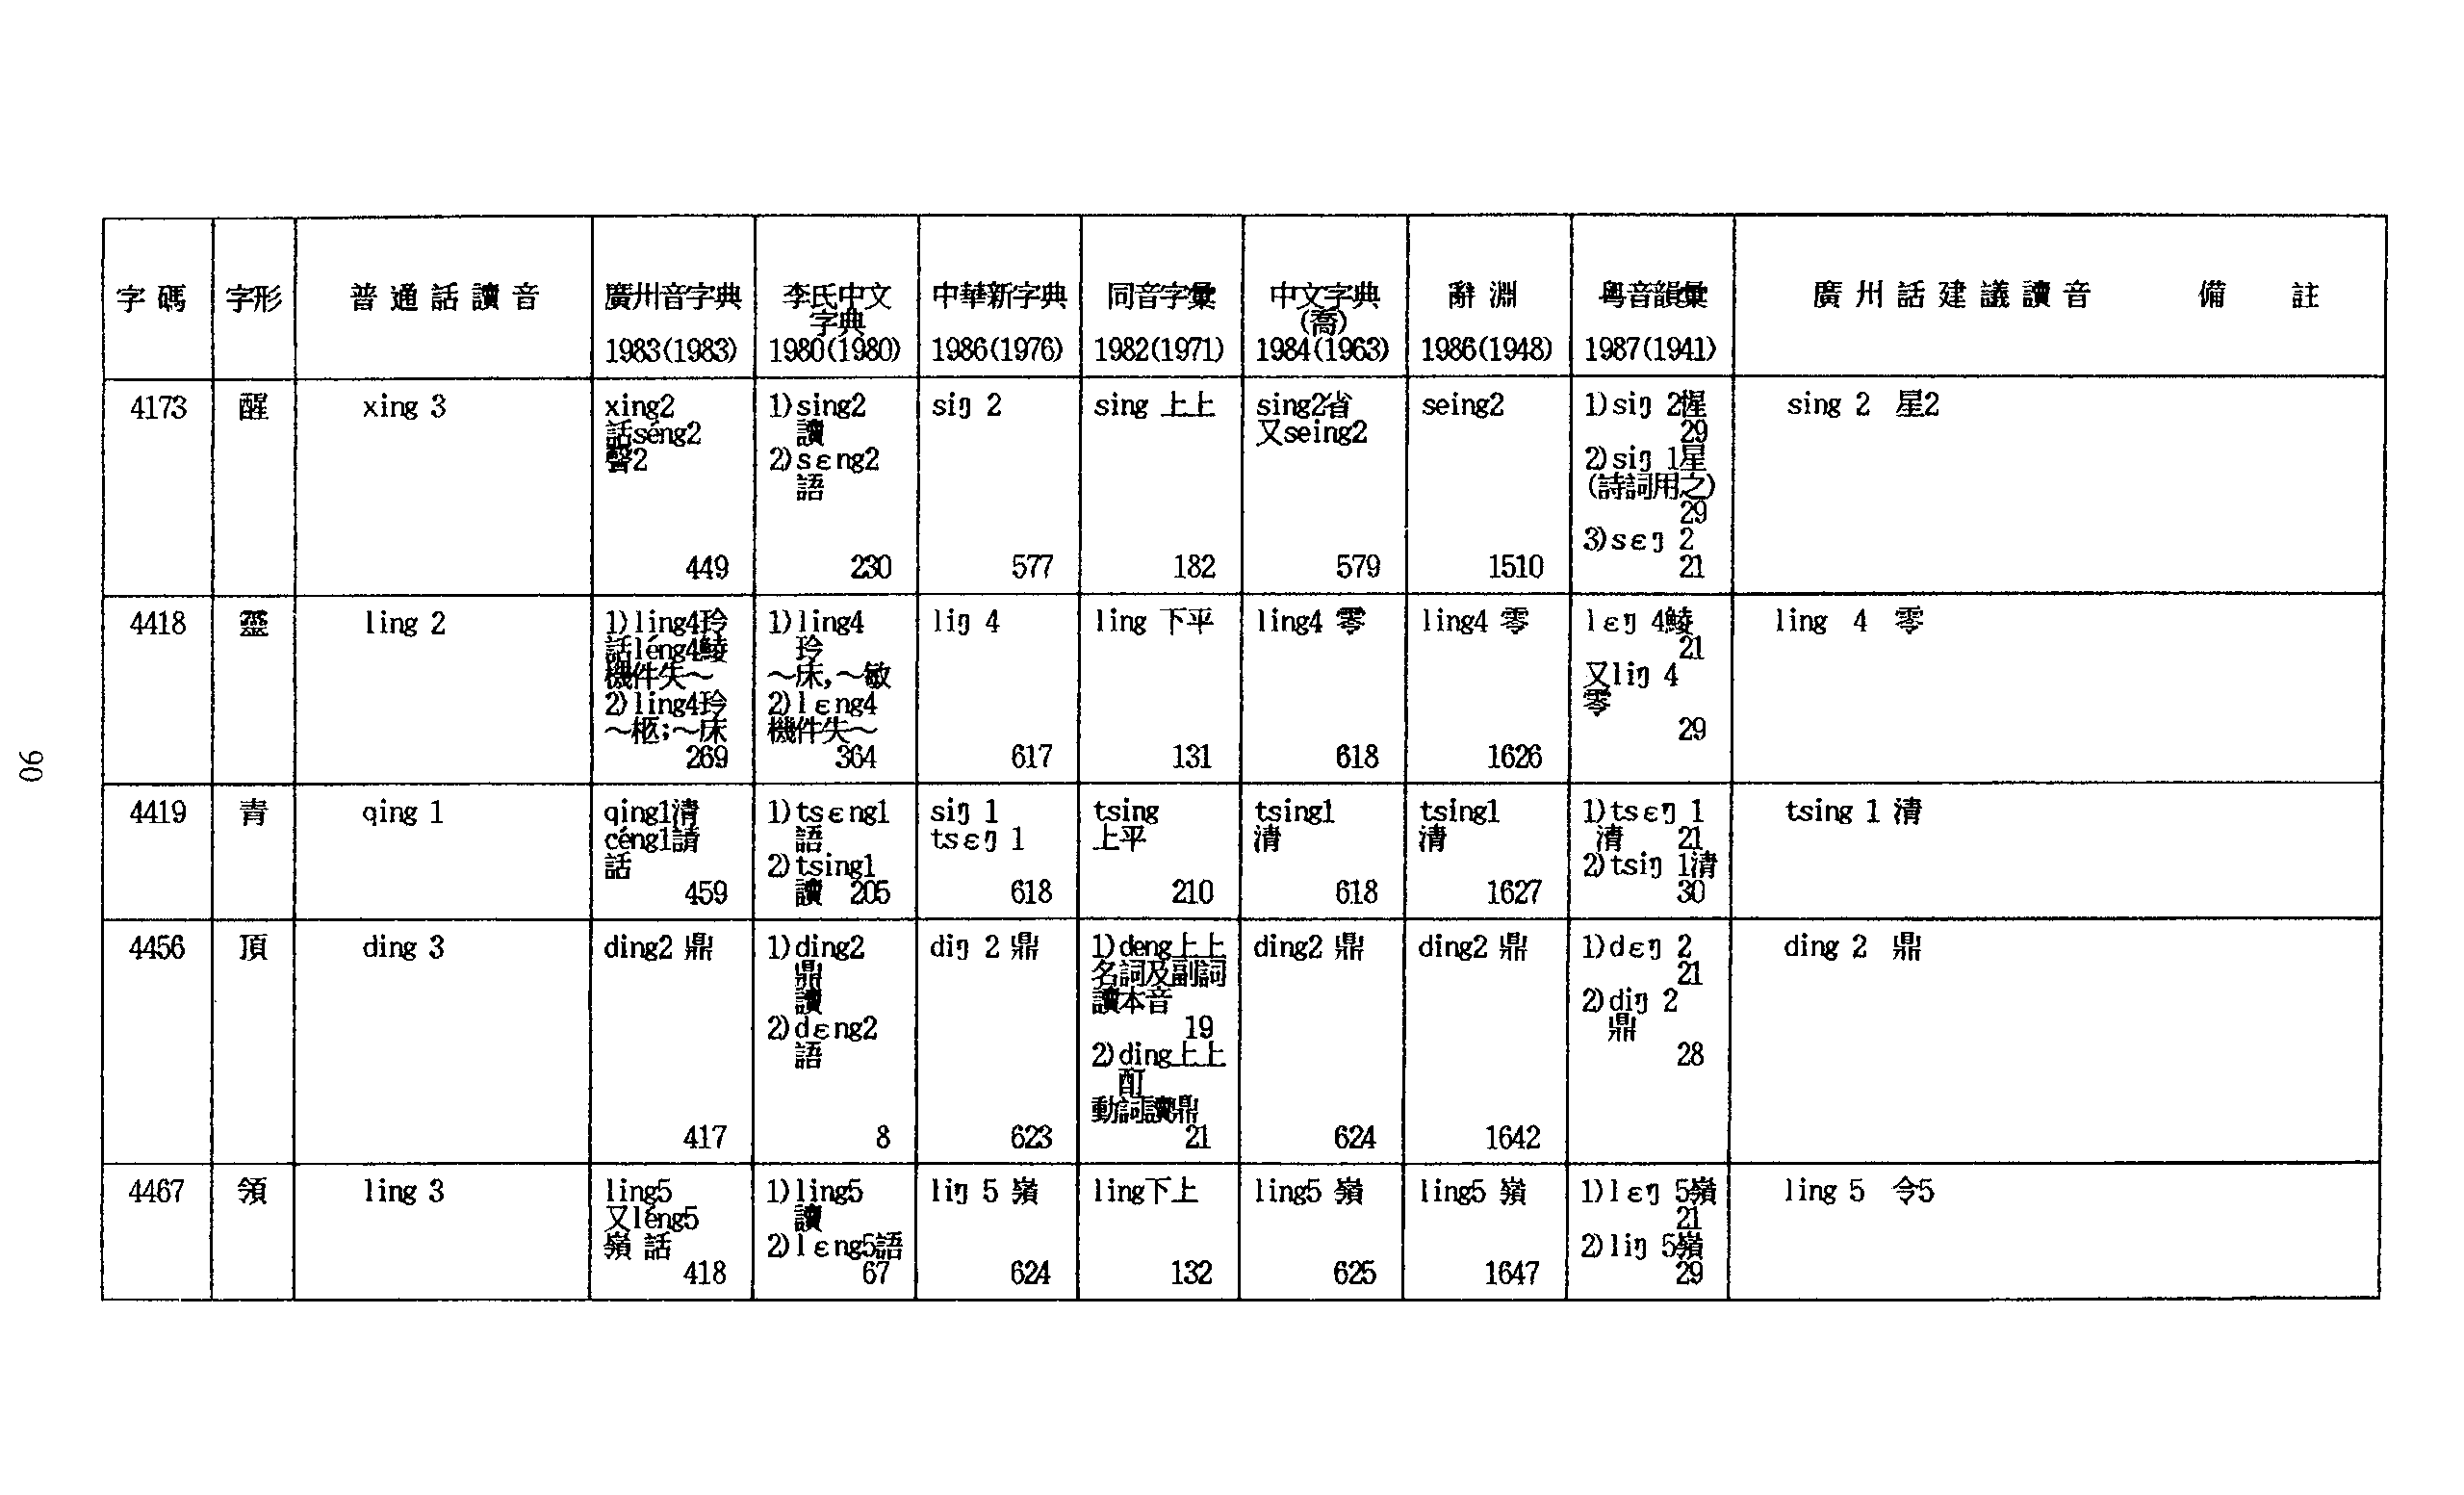 字碼 字形 普通話讀音 廣州音字典 1983(1983) 李氏中文字典 1980(1980) 中華新字典 1986(1976) 同音字彙 1982(1971) 中文字典(喬) 1984(1963) 辭淵 1986(1948) 粵音韻彙 1987(1941) 廣州話建議讀音 備註
4173
醒
xing 3
xing2
話séng2
聲2
449
1)sing2
讀
2)sɛng2
語
230
siŋ 2
577
sing 上上
182
sing2省
又seing2
579
seing2
1510
1)siŋ 2惺
29
2)siŋ 1星
(詩詞用之)
29
3)sɛŋ 2
21
sing 2 星2
4418
靈
ling 2
1)ling4玲
話léng4鯪
機件失～
2)ling4玲
～柩;～床
269
1)ling4
玲
～床,～敏
2)lɛng4
機件失～
364
liŋ 4
617
ling 下平
131
ling4 零
618
ling4 零
1626
lɛŋ 4鯪
21
又liŋ 4
零
29
ling 4 零
4419
青
qing 1
qing1清
céng1請
話
459
1)tsɛng1
語
2)tsing1
讀 205
siŋ 1
tsɛŋ 1
618
tsing
上平
210
tsing1
清
618
tsing1
清
1627
1)tsɛŋ 1
清 21
2)tsiŋ 1清
30
tsing 1 清
4456
頂
ding 3
ding2 鼎
417
1)ding2
鼎
讀
2)dɛng2
語
8
diŋ 2 鼎
623
1)deng上上
名詞及副詞
讀本音
19
2)ding上上
酊
動詞讀鼎
21
ding2 鼎
624
ding2 鼎
1642
1)dɛŋ 2
21
2)diŋ 2
鼎
28
ding 2 鼎
4467
領
ling 3
ling5
又léng5
嶺 話
418
1)ling5
讀
2)lɛng5語
67
liŋ 5 嶺
624
ling下上
132
ling5 嶺
625
ling5 嶺
1647
1)lɛŋ 5嶺
21
2)liŋ 5嶺
29
ling 5 令5
90